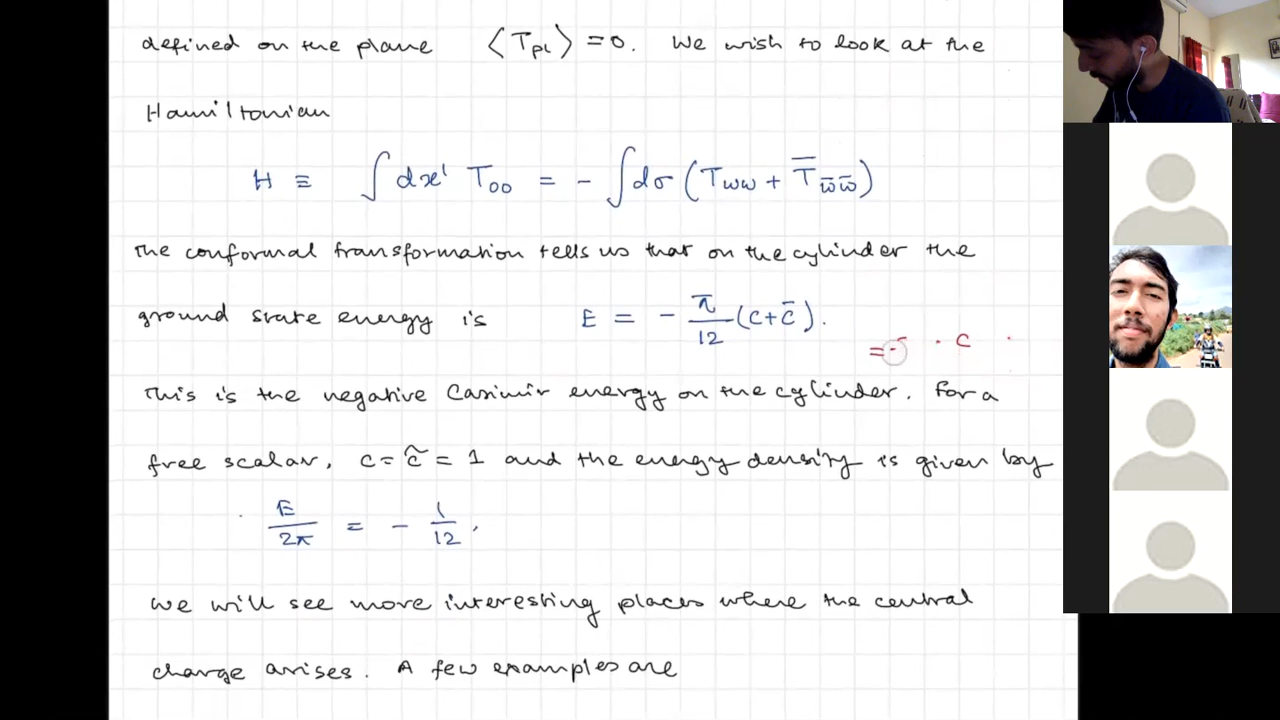 defined on the plane ⟨T_pl⟩ = 0. We wish to look at the
Hamiltonian
H ≡ ∫ dx¹ T₀₀ = - ∫ dσ (T_ww + T̄_w̄w̄)
The conformal transformation tells us that on the cylinder the
ground state energy is E = - π/12 (c + c̄).
= - · c
This is the negative Casimir energy on the cylinder. For a
free scalar, c = c̃ = 1 and the energy density is given by
E/2π = - 1/12,
We will see more interesting places where the central
charge arises. A few examples are